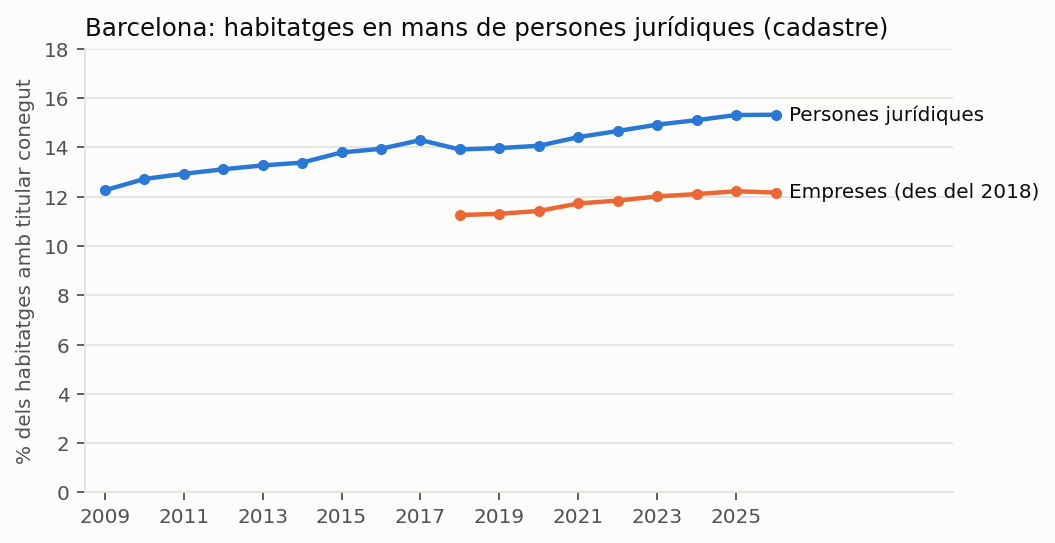 Barcelona: habitatges en mans de persones jurídiques (cadastre)
% dels habitatges amb titular conegut
18
16
14
12
10
8
6
4
2
0
Persones jurídiques
Empreses (des del 2018)
2009 2011 2013 2015 2017 2019 2021 2023 2025